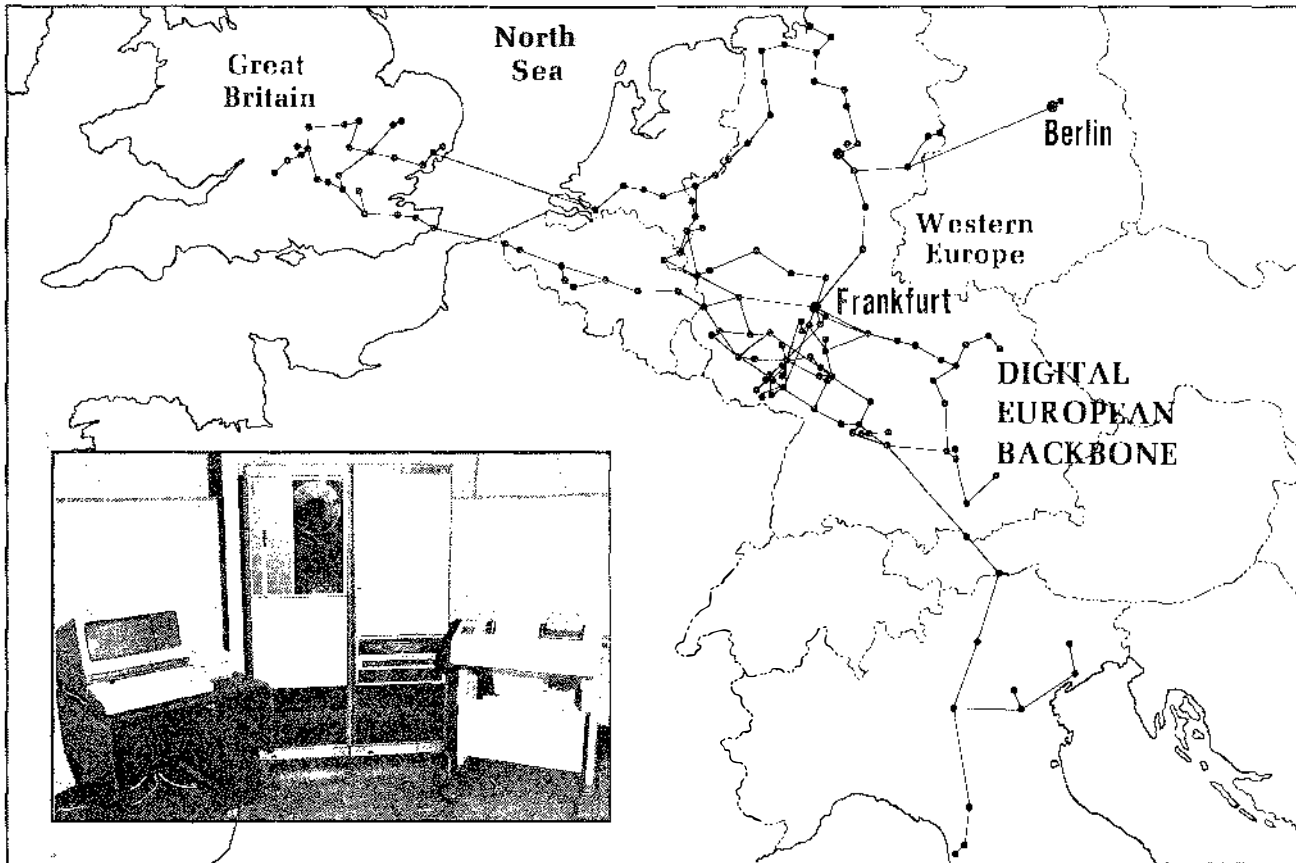 North
Sea
Great
Britain
Berlin
Western
Europe
Frankfurt
DIGITAL
EUROPEAN
BACKBONE